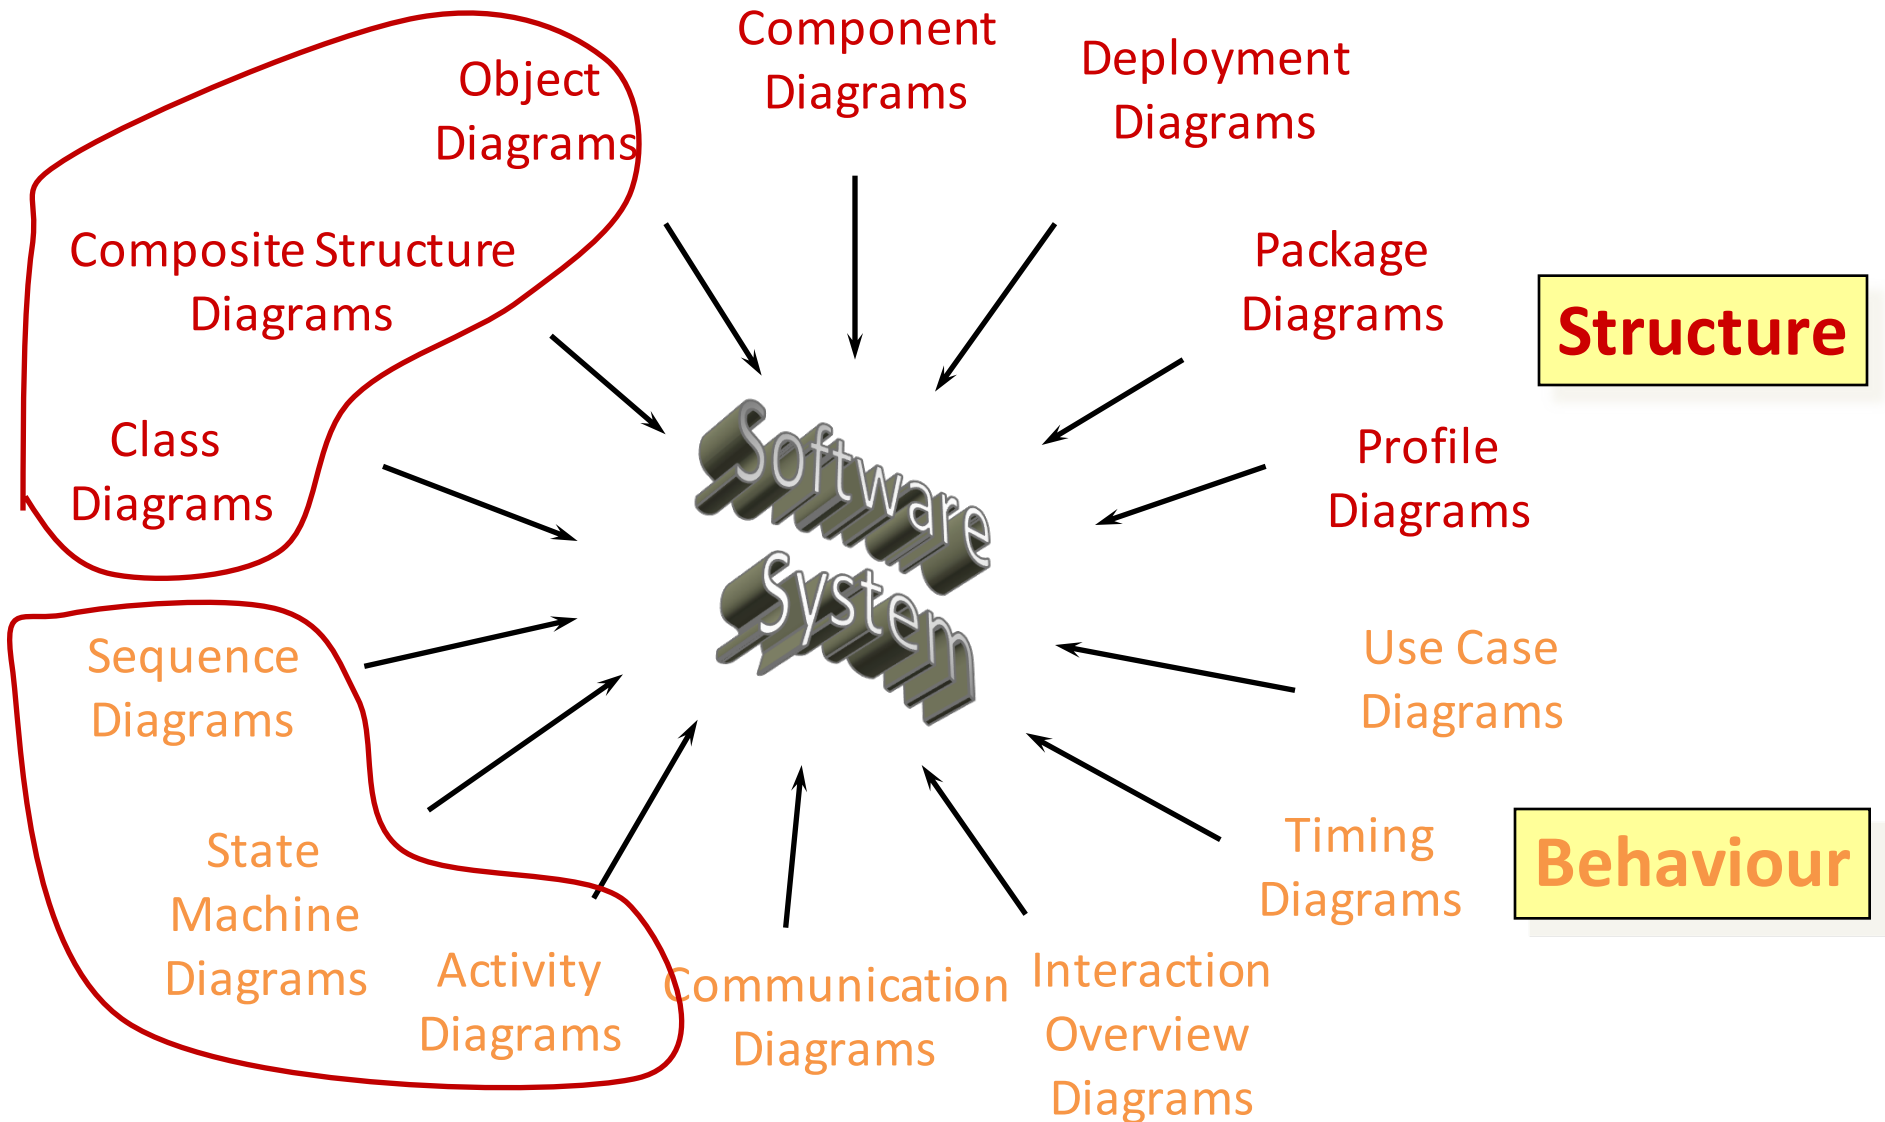 Object
Diagrams
Component
Diagrams
Deployment
Diagrams
Composite Structure
Diagrams
Package
Diagrams
Structure
Class
Diagrams
Profile
Diagrams
Software
System
Sequence
Diagrams
Use Case
Diagrams
State
Machine
Diagrams
Timing
Diagrams
Behaviour
Activity
Diagrams
Communication
Diagrams
Interaction
Overview
Diagrams